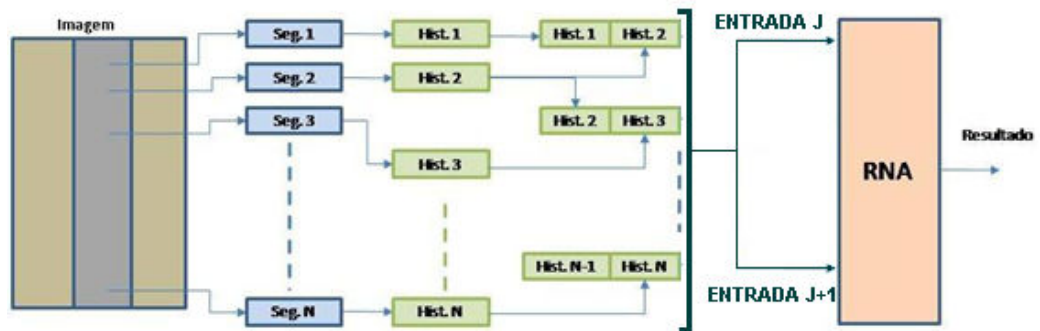 Imagem
Seg. 1
Hist. 1
Hist. 1 Hist. 2
ENTRADA J
Seg. 2
Hist. 2
Seg. 3
Hist. 2 Hist. 3
Hist. 3
Resultado
RNA
Hist. N-1 Hist. N
ENTRADA J+1
Seg. N
Hist. N